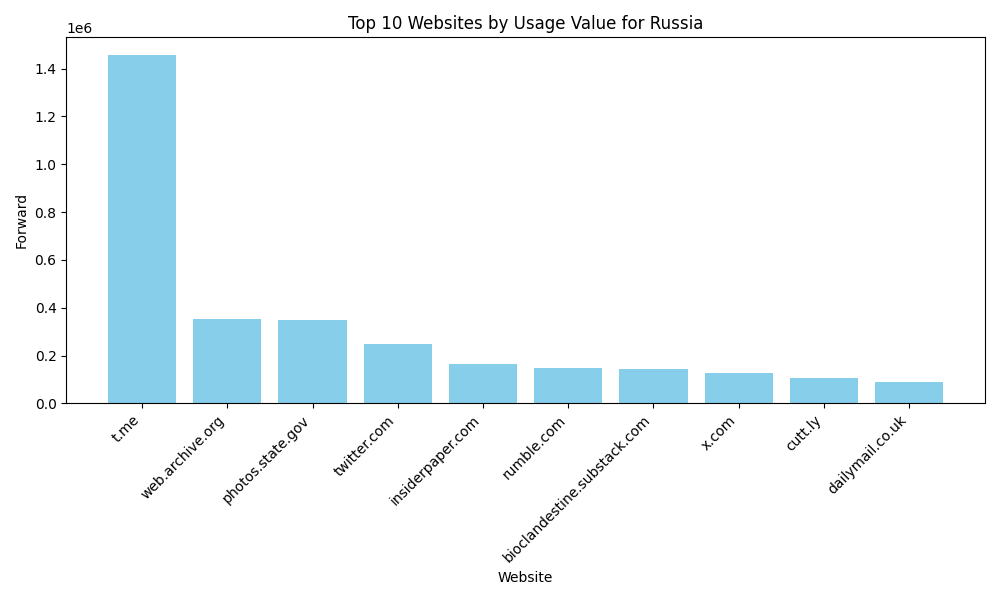 Top 10 Websites by Usage Value for Russia
1e6
1.4
1.2
1.0
0.8
0.6
0.4
0.2
0.0
Forward
t.me
web.archive.org
photos.state.gov
twitter.com
insiderpaper.com
rumble.com
bioclandestine.substack.com
x.com
cutt.ly
dailymail.co.uk
Website